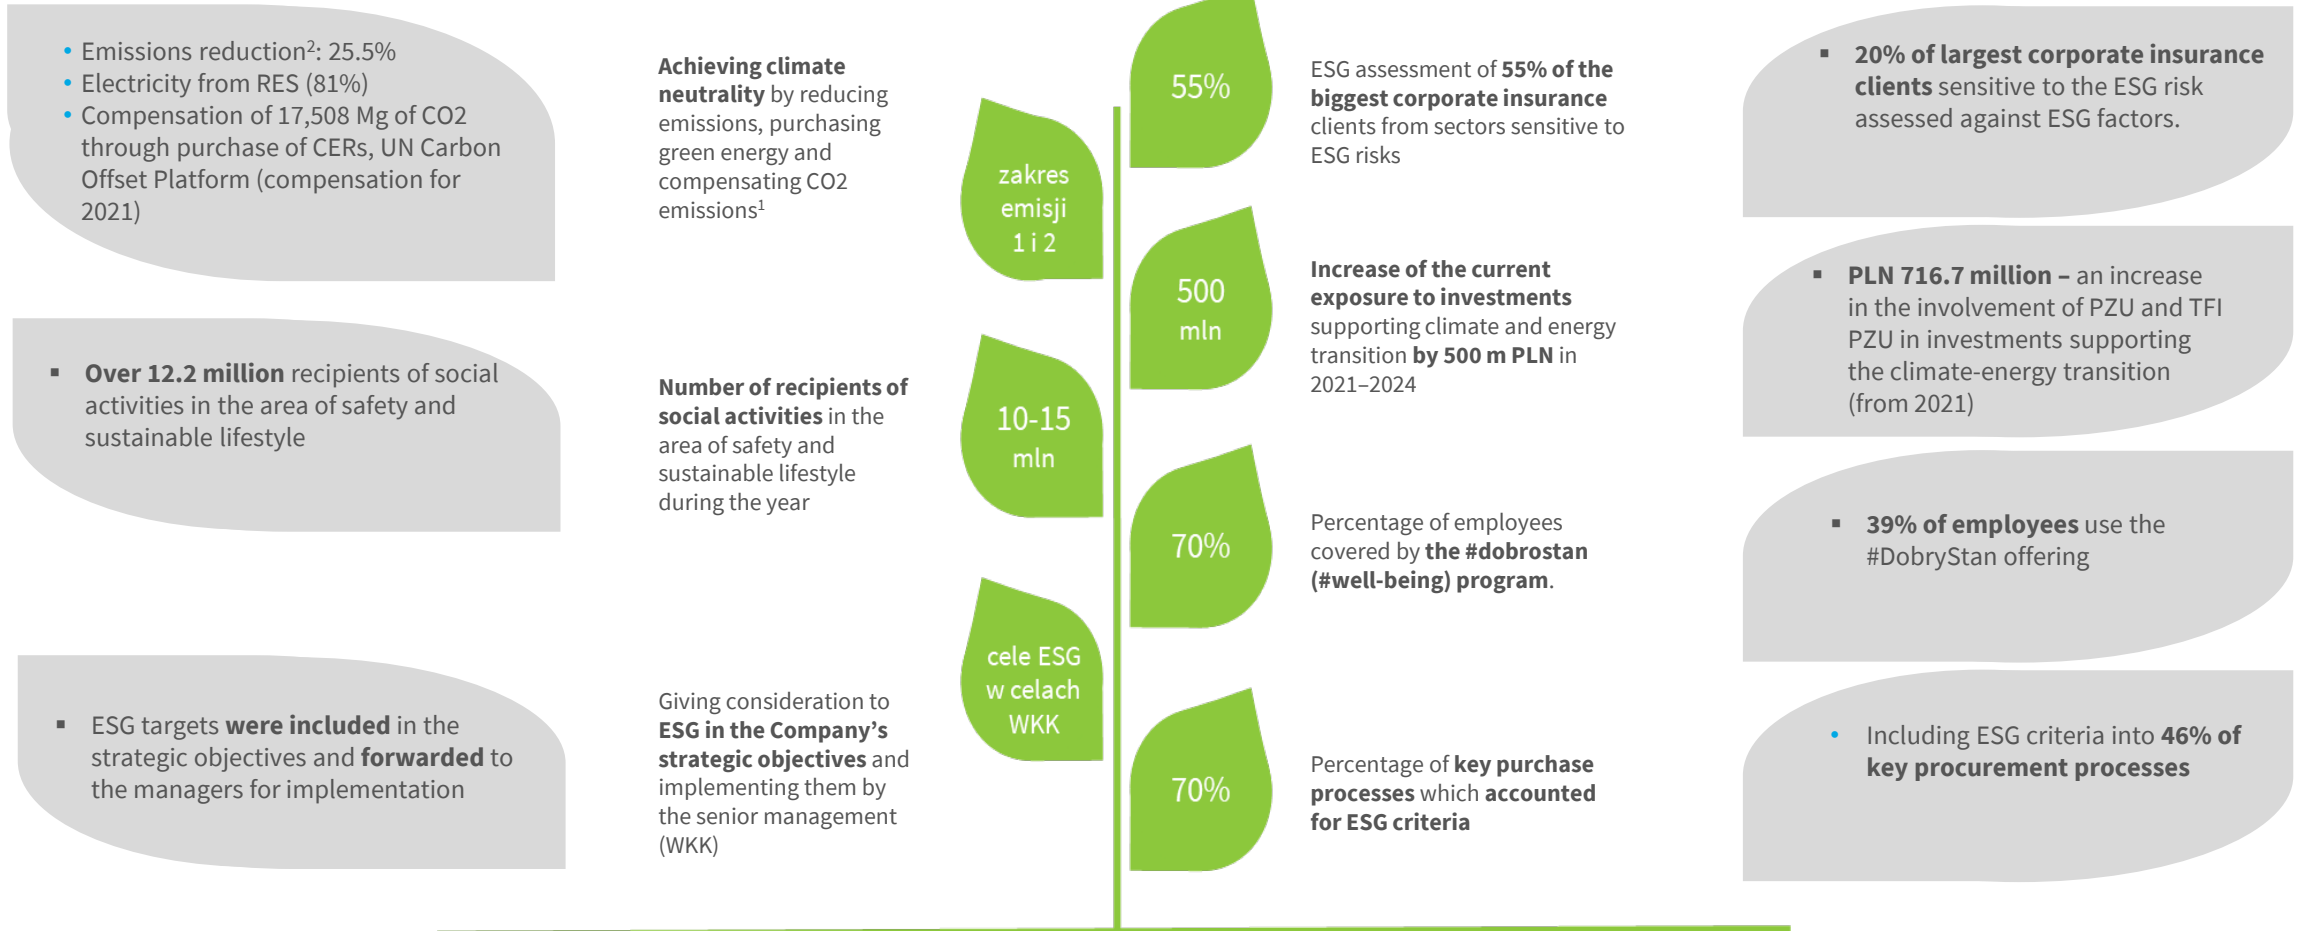 • Emissions reduction²: 25.5%
• Electricity from RES (81%)
• Compensation of 17,508 Mg of CO2
through purchase of CERs, UN Carbon
Offset Platform (compensation for
2021)
▪ Over 12.2 million recipients of social
activities in the area of safety and
sustainable lifestyle
▪ ESG targets were included in the
strategic objectives and forwarded to
the managers for implementation
Achieving climate
neutrality by reducing
emissions, purchasing
green energy and
compensating CO2
emissions¹
zakres
emisji
1 i 2
Number of recipients of
social activities in the
area of safety and
sustainable lifestyle
during the year
10-15
mln
Giving consideration to
ESG in the Company’s
strategic objectives and
implementing them by
the senior management
(WKK)
cele ESG
w celach
WKK
55%
ESG assessment of 55% of the
biggest corporate insurance
clients from sectors sensitive to
ESG risks
500
mln
Increase of the current
exposure to investments
supporting climate and energy
transition by 500 m PLN in
2021–2024
70%
Percentage of employees
covered by the #dobrostan
(#well-being) program.
70%
Percentage of key purchase
processes which accounted
for ESG criteria
▪ 20% of largest corporate insurance
clients sensitive to the ESG risk
assessed against ESG factors.
▪ PLN 716.7 million – an increase
in the involvement of PZU and TFI
PZU in investments supporting
the climate-energy transition
(from 2021)
▪ 39% of employees use the
#DobryStan offering
• Including ESG criteria into 46% of
key procurement processes